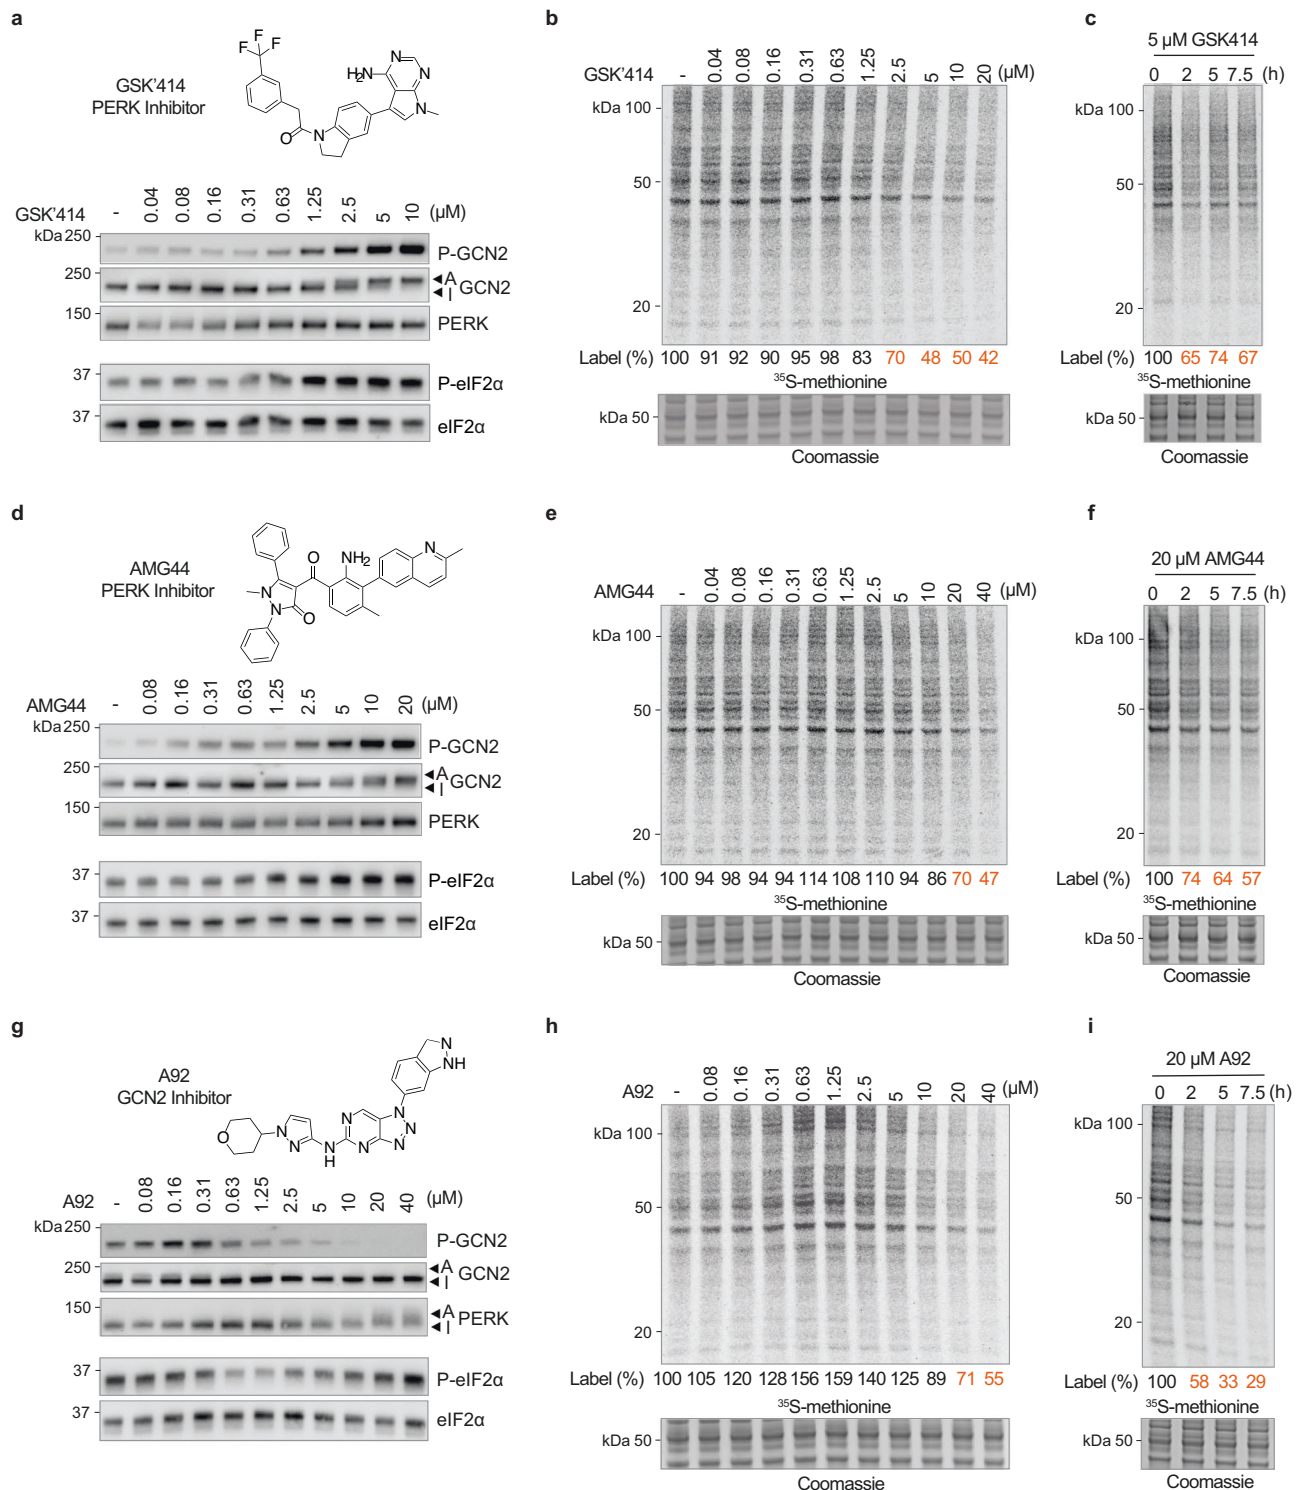 a
GSK'414
PERK Inhibitor
F
F
F
H₂N
N
N
N
N
O
GSK'414 - 0.04 0.08 0.16 0.31 0.63 1.25 2.5 5 10 (µM)
kDa 250
P-GCN2
250
A
I
GCN2
150
PERK
37
P-eIF2α
37
eIF2α
b
GSK'414 - 0.04 0.08 0.16 0.31 0.63 1.25 2.5 5 10 20 (µM)
kDa 100
50
20
Label (%) 100 91 92 90 95 98 83 70 48 50 42
³⁵S-methionine
kDa 50
Coomassie
c
5 µM GSK414
0 2 5 7.5 (h)
kDa 100
50
20
Label (%) 100 65 74 67
³⁵S-methionine
kDa 50
Coomassie
d
AMG44
PERK Inhibitor
O
NH₂
N
N
N
O
AMG44 - 0.08 0.16 0.31 0.63 1.25 2.5 5 10 20 (µM)
kDa 250
P-GCN2
250
A
I
GCN2
150
PERK
37
P-eIF2α
37
eIF2α
e
AMG44 - 0.04 0.08 0.16 0.31 0.63 1.25 2.5 5 10 20 40 (µM)
kDa 100
50
20
Label (%) 100 94 98 94 94 114 108 110 94 86 70 47
³⁵S-methionine
kDa 50
Coomassie
f
20 µM AMG44
0 2 5 7.5 (h)
kDa 100
50
20
Label (%) 100 74 64 57
³⁵S-methionine
kDa 50
Coomassie
g
A92
GCN2 Inhibitor
N
NH
O
N
N
N
H
N
N
N
N
N
A92 - 0.08 0.16 0.31 0.63 1.25 2.5 5 10 20 40 (µM)
kDa 250
P-GCN2
250
A
I
GCN2
150
A
I
PERK
37
P-eIF2α
37
eIF2α
h
A92 - 0.08 0.16 0.31 0.63 1.25 2.5 5 10 20 40 (µM)
kDa 100
50
20
Label (%) 100 105 120 128 156 159 140 125 89 71 55
³⁵S-methionine
kDa 50
Coomassie
i
20 µM A92
0 2 5 7.5 (h)
kDa 100
50
20
Label (%) 100 58 33 29
³⁵S-methionine
kDa 50
Coomassie